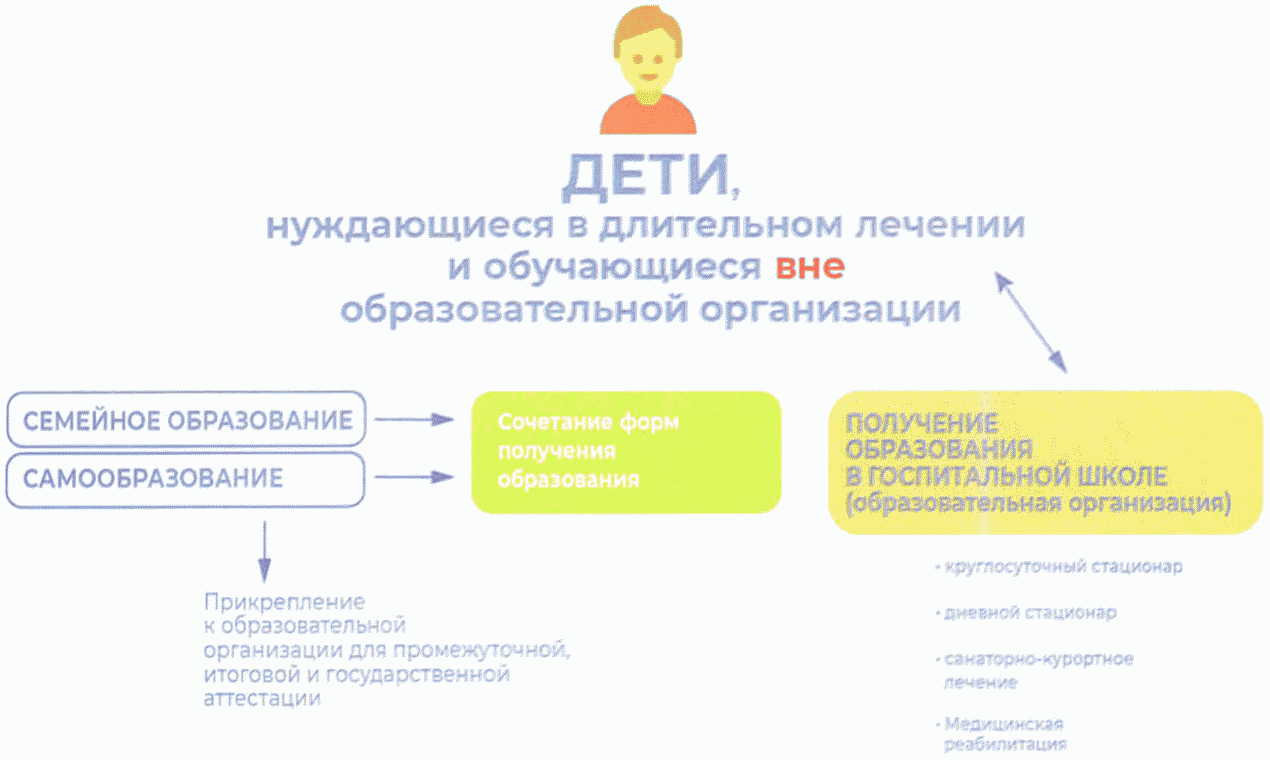 ДЕТИ,
нуждающиеся в длительном лечении
и обучающиеся вне
образовательной организации
СЕМЕЙНОЕ ОБРАЗОВАНИЕ
САМООБРАЗОВАНИЕ
Прикрепление
к образовательной
организации для промежуточной,
итоговой и государственной
аттестации
Сочетание форм
получения
образования
ПОЛУЧЕНИЕ
ОБРАЗОВАНИЯ
В ГОСПИТАЛЬНОЙ ШКОЛЕ
(образовательная организация)
· круглосуточный стационар
· дневной стационар
· санаторно-курортное
лечение
· Медицинская
реабилитация